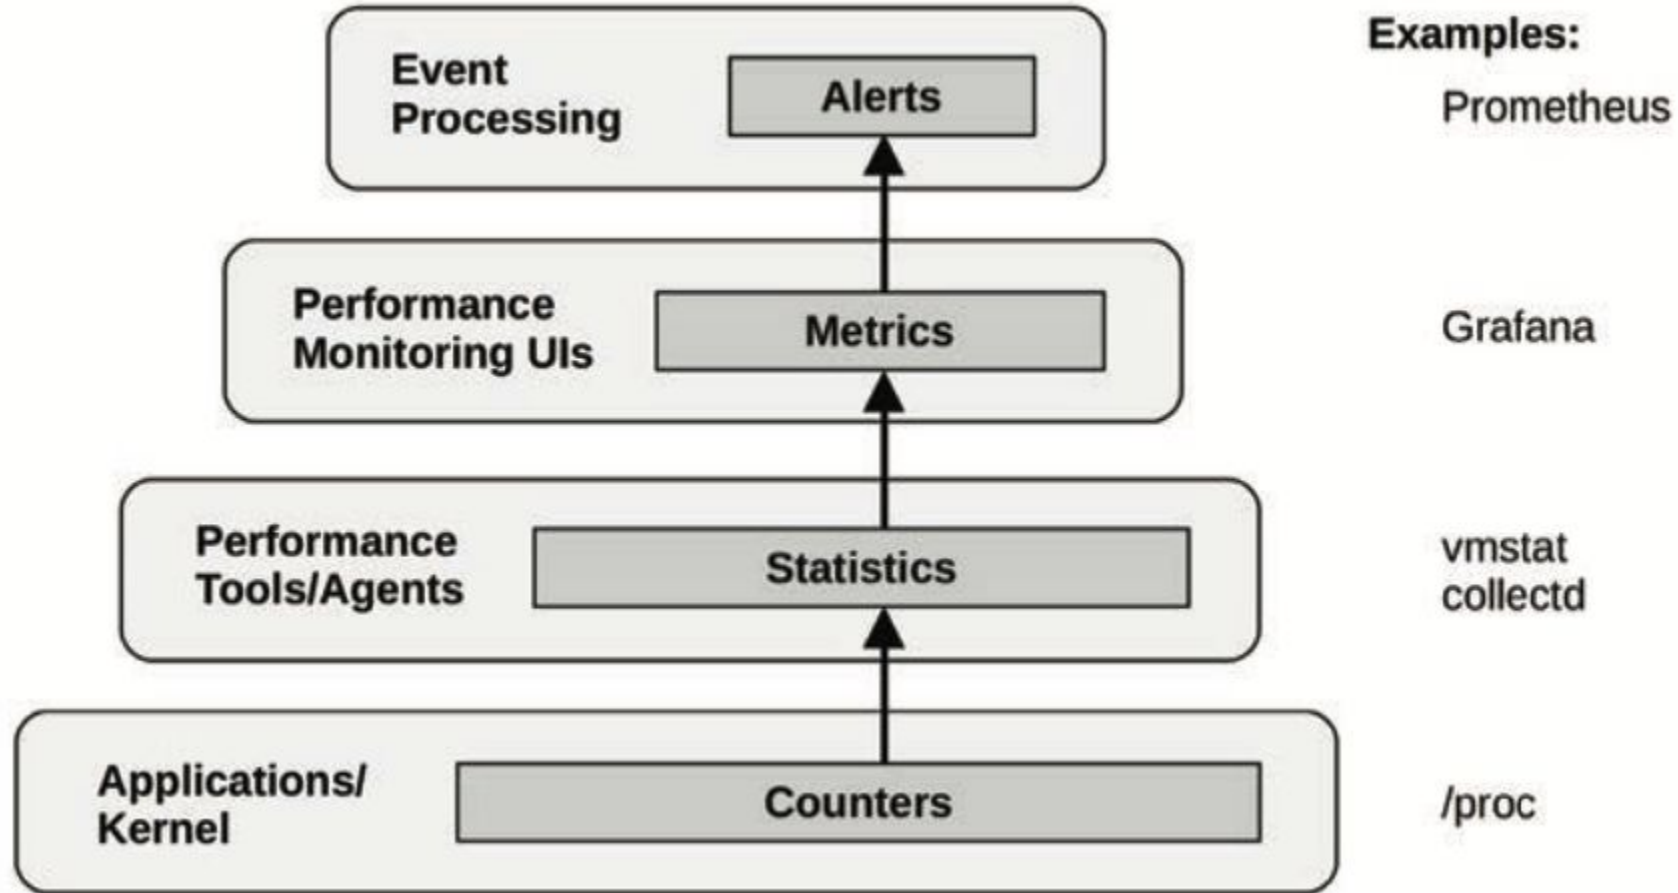 Examples:
Event
Processing
Alerts
Prometheus
Performance
Monitoring UIs
Metrics
Grafana
Performance
Tools/Agents
Statistics
vmstat
collectd
Applications/
Kernel
Counters
/proc